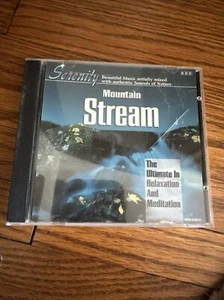 Serenity
Beautiful Music artfully mixed
with authentic Sounds of Nature
Mountain
Stream
The
Ultimate In
Relaxation
And
Meditation